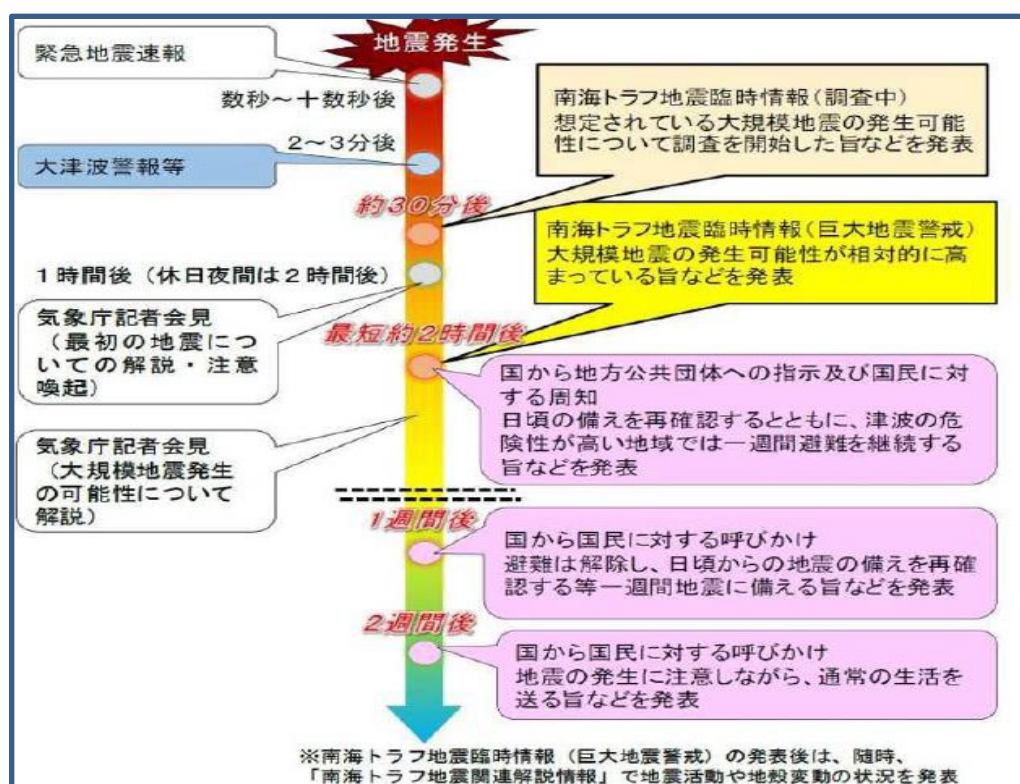 地震発生
緊急地震速報
数秒~十数秒後
2~3分後
大津波警報等
南海トラフ地震臨時情報(調査中)
想定されている大規模地震の発生可能
性について調査を開始した旨などを発表
約30分後
南海トラフ地震臨時情報(巨大地震警戒)
大規模地震の発生可能性が相対的に高
まっている旨などを発表
1時間後(休日夜間は2時間後)
気象庁記者会見
(最初の地震につ
いての解説・注意
喚起)
最短約2時間後
国から地方公共団体への指示及び国民に対
する周知
日頃の備えを再確認するとともに、津波の危
険性が高い地域では一週間避難を継続する
旨などを発表
気象庁記者会見
(大規模地震発生
の可能性について
解説)
1週間後
国から国民に対する呼びかけ
避難は解除し、日頃からの地震の備えを再確
認する等一週間地震に備える旨などを発表
2週間後
国から国民に対する呼びかけ
地震の発生に注意しながら、通常の生活を
送る旨などを発表
※南海トラフ地震臨時情報(巨大地震警戒)の発表後は、随時、
「南海トラフ地震関連解説情報」で地震活動や地殻変動の状況を発表